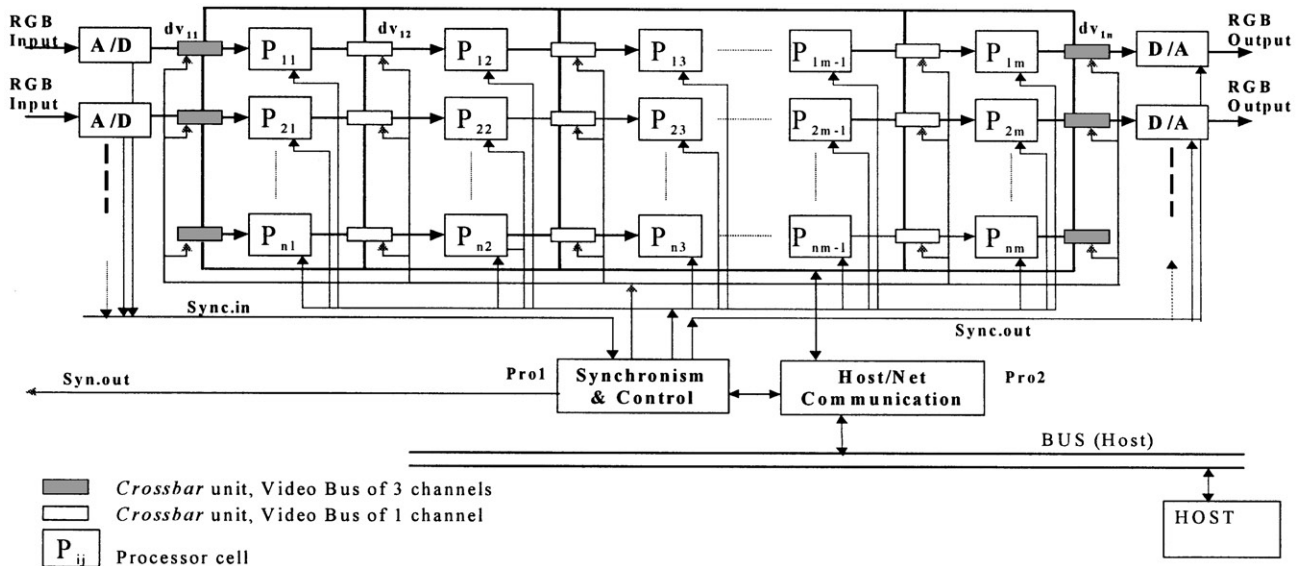 RGB Input
A/D
dv11
P11
dv12
P12
P13
P1m-1
P1m
dv1n
D/A
RGB Output
RGB Input
A/D
P21
P22
P23
P2m-1
P2m
D/A
RGB Output
Pn1
Pn2
Pn3
Pnm-1
Pnm
Sync.in
Sync.out
Syn.out
Pro1
Synchronism
& Control
Host/Net
Communication
Pro2
BUS (Host)
Crossbar unit, Video Bus of 3 channels
Crossbar unit, Video Bus of 1 channel
Pij
Processor cell
HOST